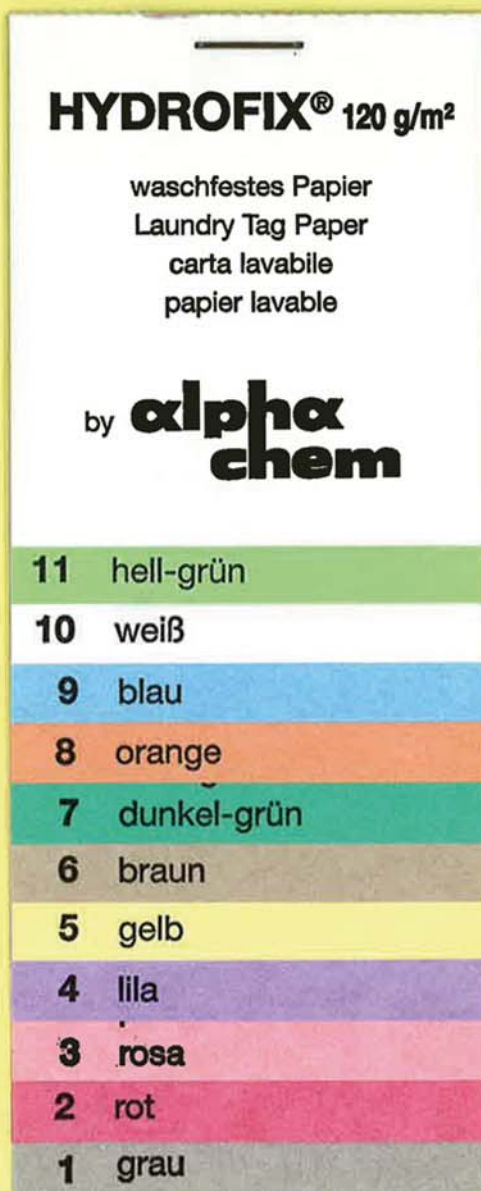 HYDROFIX® 120 g/m²
waschfestes Papier
Laundry Tag Paper
carta lavabile
papier lavable
by alpha
chem
11 hell-grün
10 weiß
9 blau
8 orange
7 dunkel-grün
6 braun
5 gelb
4 lila
3 rosa
2 rot
1 grau